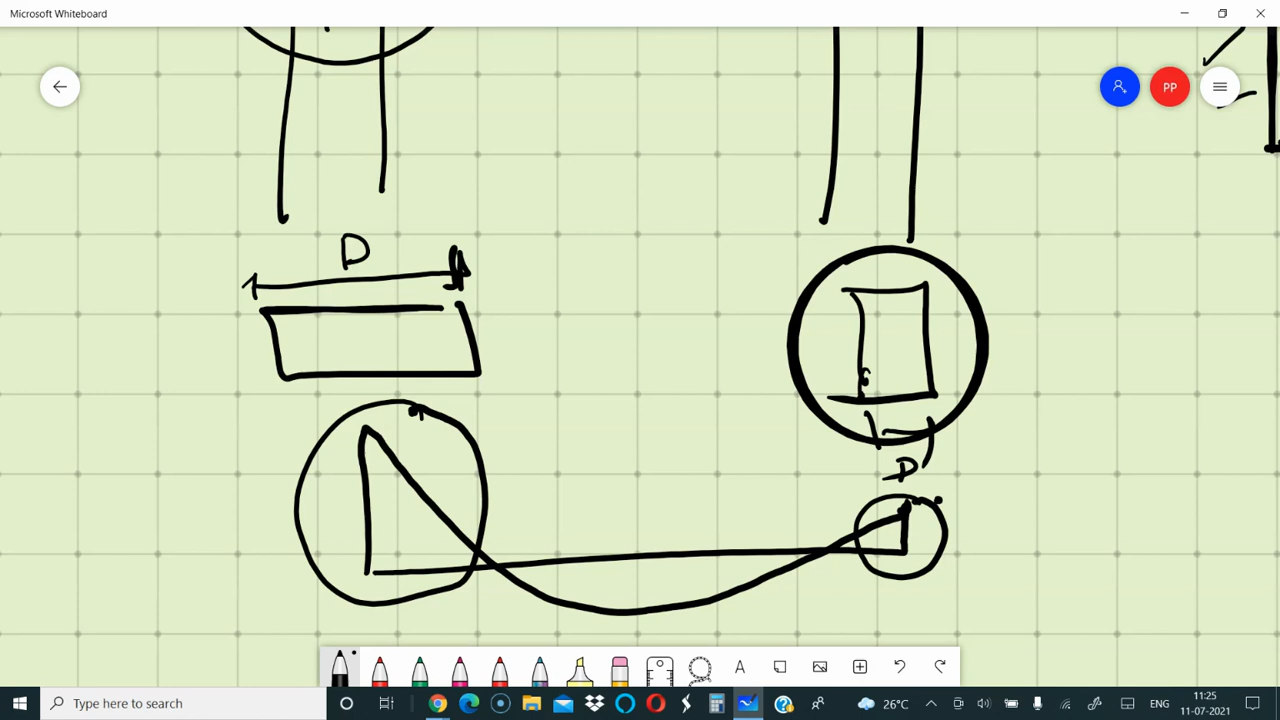 Microsoft Whiteboard
PP
D
D
A
Type here to search
26°C
ENG
11:25
11-07-2021